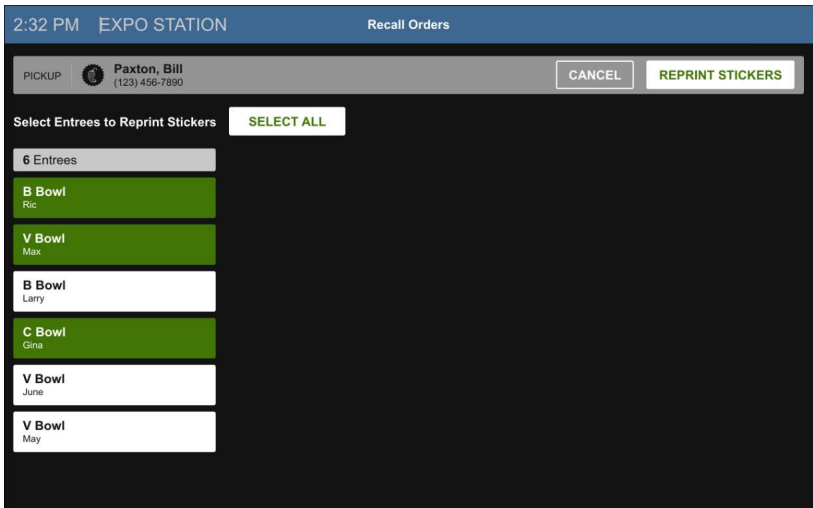 2:32 PM EXPO STATION Recall Orders
PICKUP Paxton, Bill CANCEL REPRINT STICKERS
(123) 456-7890
Select Entrees to Reprint Stickers SELECT ALL
6 Entrees
B Bowl
Ric
V Bowl
Max
B Bowl
Larry
C Bowl
Gina
V Bowl
June
V Bowl
May